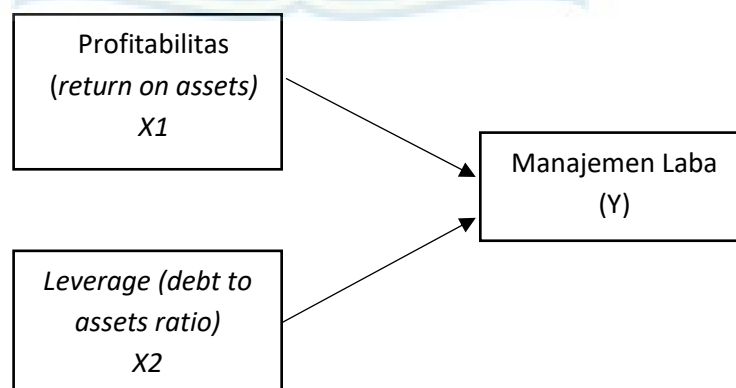 Profitabilitas
(return on assets)
X1
Manajemen Laba
(Y)
Leverage (debt to
assets ratio)
X2